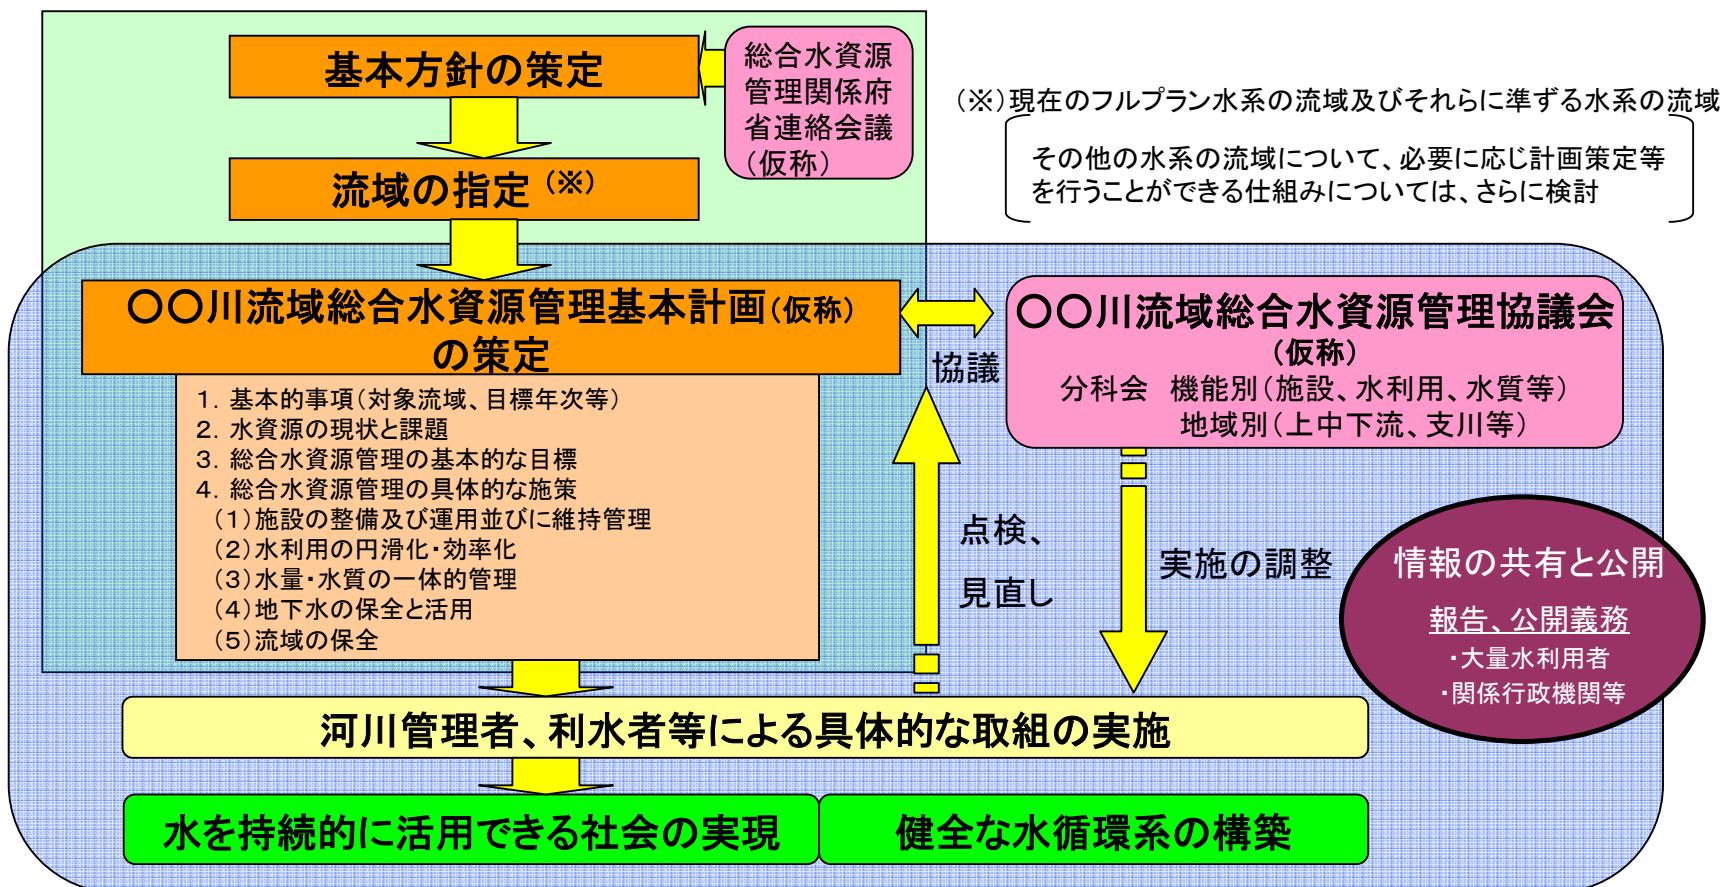 基本方針の策定
総合水資源
管理関係府
省連絡会議
(仮称)
流域の指定(※)
(※)現在のフルプラン水系の流域及びそれらに準ずる水系の流域
その他の水系の流域について、必要に応じ計画策定等
を行うことができる仕組みについては、さらに検討
〇〇川流域総合水資源管理基本計画(仮称)
の策定
協議
〇〇川流域総合水資源管理協議会
(仮称)
分科会 機能別(施設、水利用、水質等)
地域別(上中下流、支川等)
1. 基本的事項(対象流域、目標年次等)
2. 水資源の現状と課題
3. 総合水資源管理の基本的な目標
4. 総合水資源管理の具体的な施策
(1)施設の整備及び運用並びに維持管理
(2)水利用の円滑化・効率化
(3)水量・水質の一体的管理
(4)地下水の保全と活用
(5)流域の保全
点検、
見直し
実施の調整
情報の共有と公開
報告、公開義務
・大量水利用者
・関係行政機関等
河川管理者、利水者等による具体的な取組の実施
水を持続的に活用できる社会の実現
健全な水循環系の構築